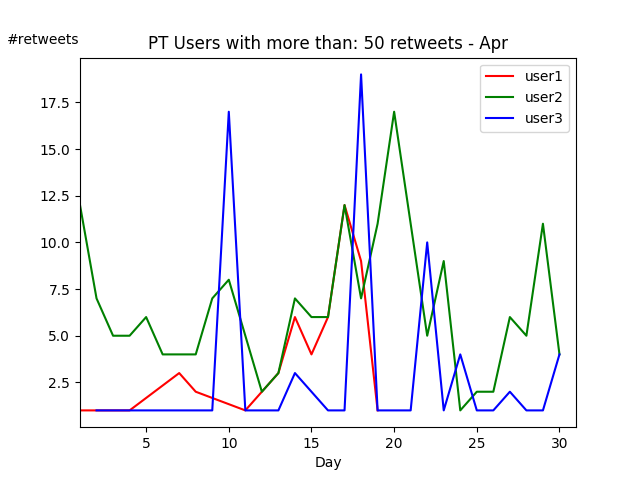 #retweets
PT Users with more than: 50 retweets - Apr
user1
user2
user3
17.5
15.0
12.5
10.0
7.5
5.0
2.5
5 10 15 20 25 30
Day